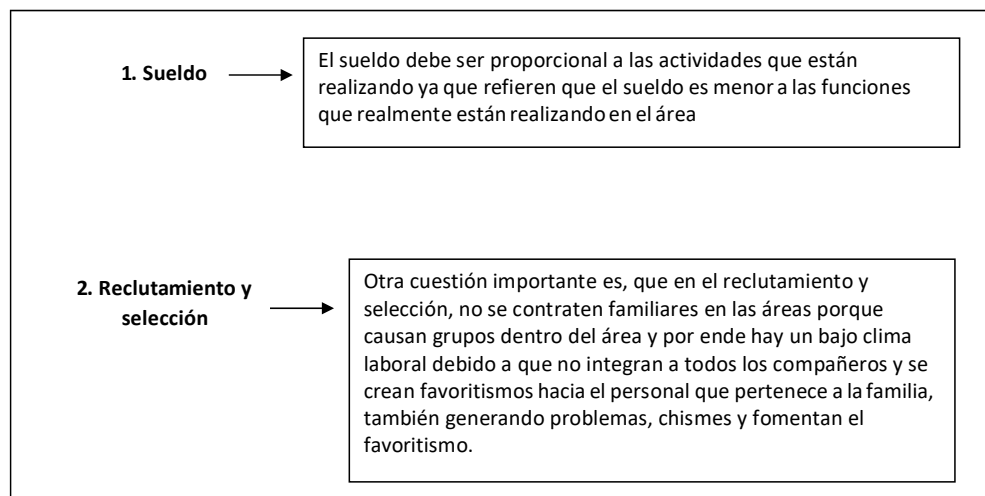 1. Sueldo
El sueldo debe ser proporcional a las actividades que están
realizando ya que refieren que el sueldo es menor a las funciones
que realmente están realizando en el área
2. Reclutamiento y
selección
Otra cuestión importante es, que en el reclutamiento y
selección, no se contraten familiares en las áreas porque
causan grupos dentro del área y por ende hay un bajo clima
laboral debido a que no integran a todos los compañeros y se
crean favoritismos hacia el personal que pertenece a la familia,
también generando problemas, chismes y fomentan el
favoritismo.